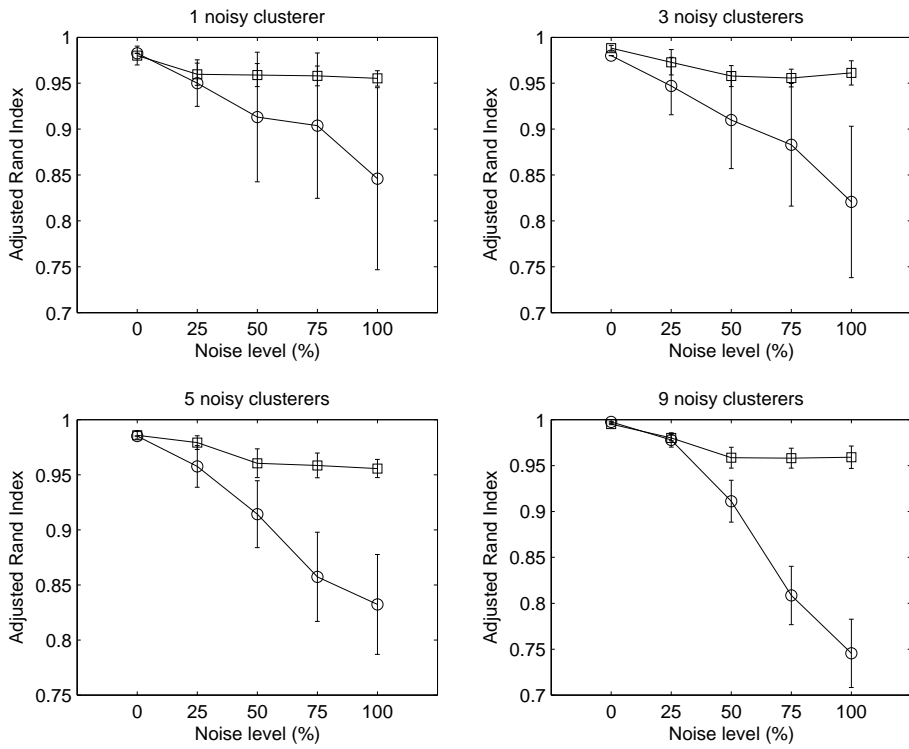 1 noisy clusterer
1
0.95
0.9
0.85
0.8
0.75
0.7
Adjusted Rand Index
0 25 50 75 100
Noise level (%)
3 noisy clusterers
1
0.95
0.9
0.85
0.8
0.75
0.7
Adjusted Rand Index
0 25 50 75 100
Noise level (%)
5 noisy clusterers
1
0.95
0.9
0.85
0.8
0.75
Adjusted Rand Index
0 25 50 75 100
Noise level (%)
9 noisy clusterers
1
0.95
0.9
0.85
0.8
0.75
0.7
Adjusted Rand Index
0 25 50 75 100
Noise level (%)